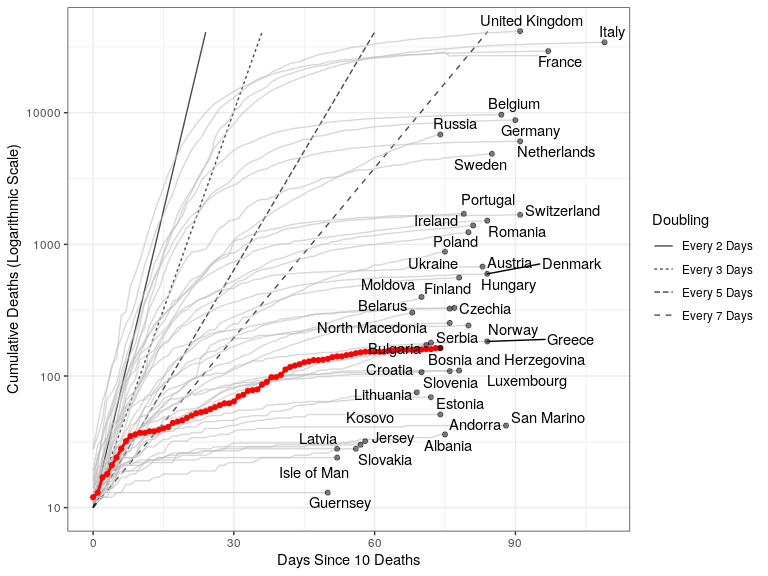 United Kingdom
Italy
France
Belgium
10000
Russia
Germany
Netherlands
Sweden
Portugal
Switzerland
Ireland
Romania
Doubling
1000
Poland
Every 2 Days
Ukraine
Austria
Denmark
Every 3 Days
Moldova
Finland
Hungary
Every 5 Days
Belarus
Czechia
Every 7 Days
North Macedonia
Norway
Serbia
Greece
Bulgaria
Bosnia and Herzegovina
100
Croatia
Slovenia
Luxembourg
Lithuania
Estonia
Kosovo
San Marino
Andorra
Latvia
Jersey
Albania
Slovakia
Isle of Man
Guernsey
10
0
30
60
90
Days Since 10 Deaths
Cumulative Deaths (Logarithmic Scale)